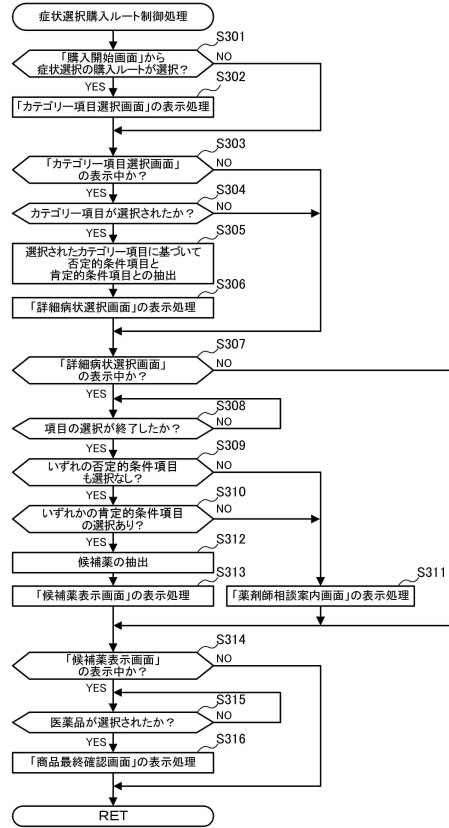 症状選択購入ルート制御処理
S301
「購入開始画面」から
症状選択の購入ルートが選択？
NO
YES
S302
「カテゴリー項目選択画面」の表示処理
S303
「カテゴリー項目選択画面」
の表示中か？
NO
YES
S304
カテゴリー項目が選択されたか？
NO
YES
S305
選択されたカテゴリー項目に基づいて
否定的条件項目と
肯定的条件項目との抽出
S306
「詳細病状選択画面」の表示処理
S307
「詳細病状選択画面」
の表示中か？
NO
YES
S308
項目の選択が終了したか？
NO
YES
S309
いずれの否定的条件項目
も選択なし？
NO
YES
S310
いずれかの肯定的条件項目
の選択あり？
NO
YES
S312
候補薬の抽出
S313
「候補薬表示画面」の表示処理
S311
「薬剤師相談案内画面」の表示処理
S314
「候補薬表示画面」
の表示中か？
NO
YES
S315
医薬品が選択されたか？
NO
YES
S316
「商品最終確認画面」の表示処理
RET